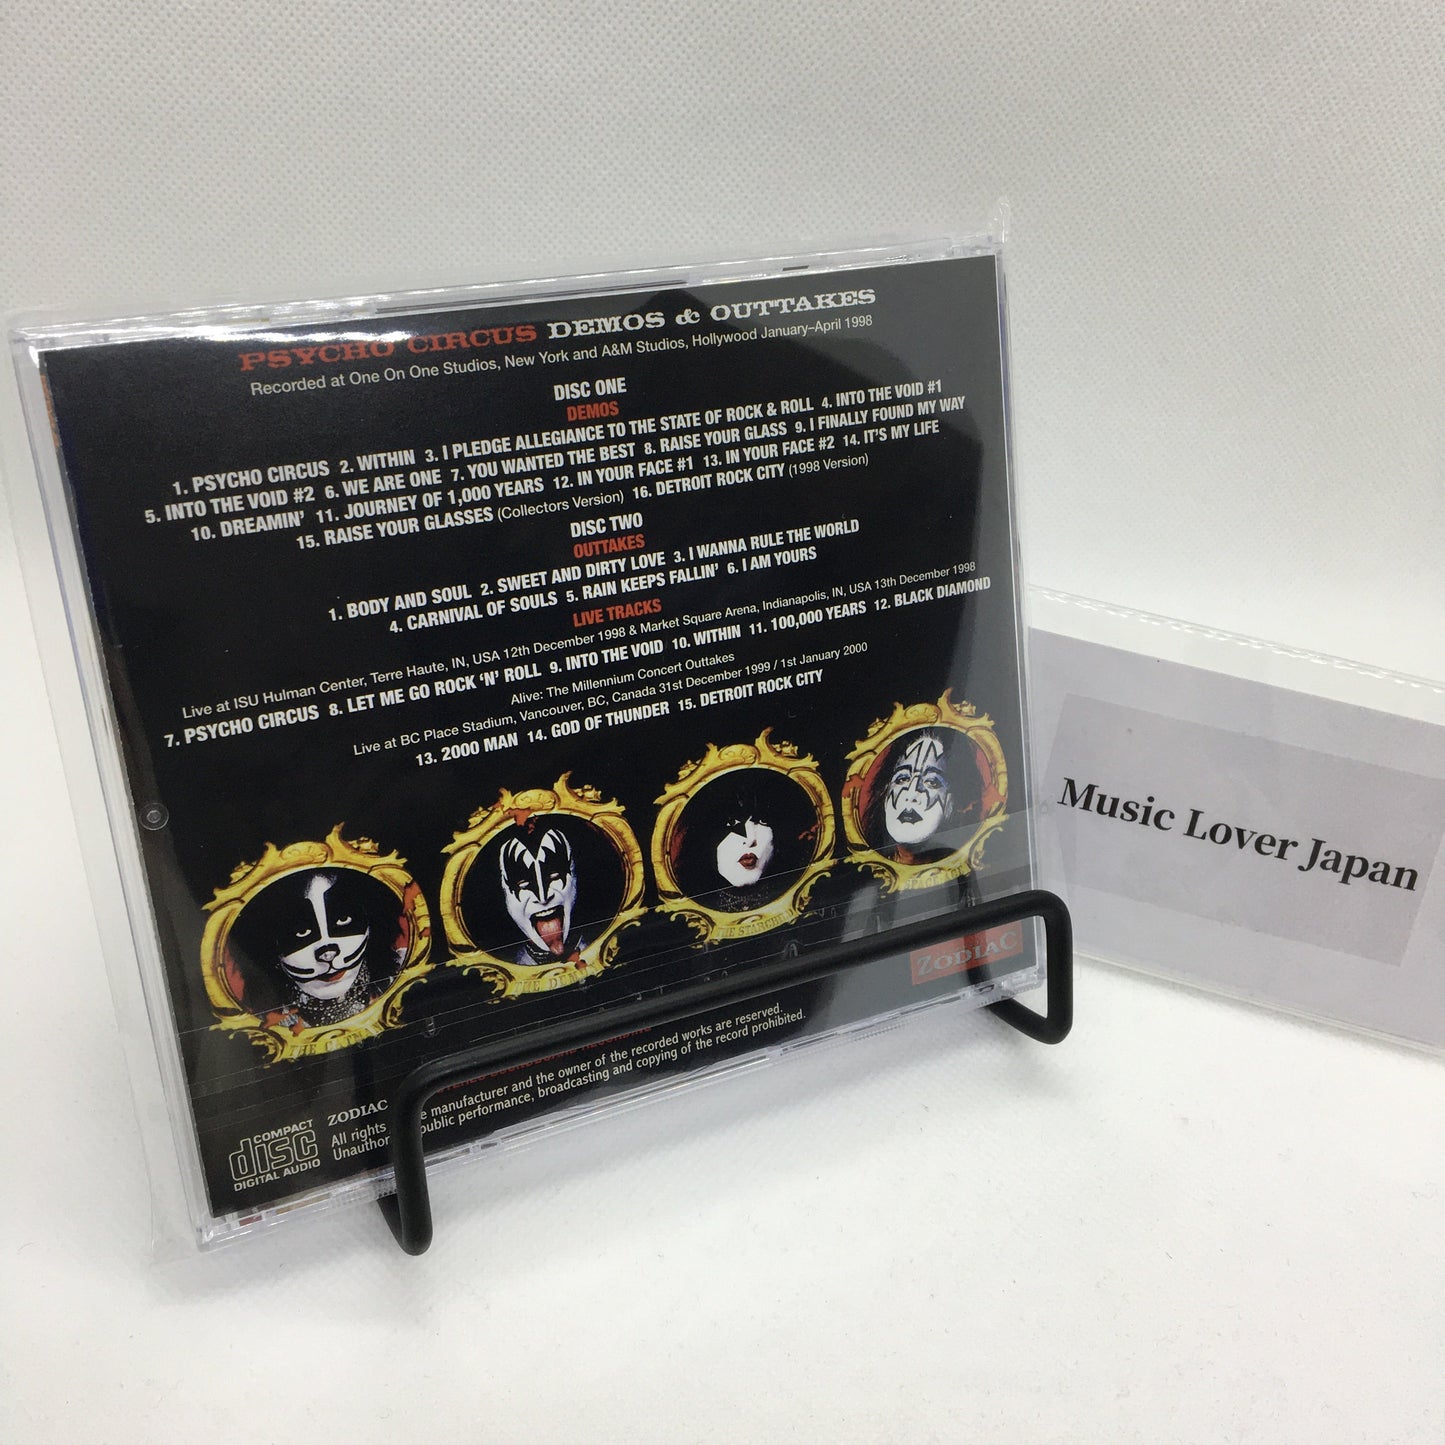 PSYCHO CIRCUS DEMOS & OUTTAKES
Recorded at One On One Studios, New York and A&M Studios, Hollywood January–April 1998
DISC ONE
DEMOS
1. PSYCHO CIRCUS 2. WITHIN 3. I PLEDGE ALLEGIANCE TO THE STATE OF ROCK & ROLL 4. INTO THE VOID #1
5. INTO THE VOID #2 6. WE ARE ONE 7. YOU WANTED THE BEST 8. RAISE YOUR GLASS 9. I FINALLY FOUND MY WAY
10. DREAMIN' 11. JOURNEY OF 1,000 YEARS 12. IN YOUR FACE #1 13. IN YOUR FACE #2 14. IT'S MY LIFE
15. RAISE YOUR GLASSES (Collectors Version) 16. DETROIT ROCK CITY (1998 Version)
DISC TWO
OUTTAKES
1. BODY AND SOUL 2. SWEET AND DIRTY LOVE 3. I WANNA RULE THE WORLD
4. CARNIVAL OF SOULS 5. RAIN KEEPS FALLIN' 6. I AM YOURS
LIVE TRACKS
Live at ISU Hulman Center, Terre Haute, IN, USA 12th December 1998 & Market Square Arena, Indianapolis, IN, USA 13th December 1998
7. PSYCHO CIRCUS 8. LET ME GO ROCK 'N' ROLL 9. INTO THE VOID 10. WITHIN 11. 100,000 YEARS 12. BLACK DIAMOND
Alive: The Millennium Concert Outtakes
Live at BC Place Stadium, Vancouver, BC, Canada 31st December 1999 / 1st January 2000
13. 2000 MAN 14. GOD OF THUNDER 15. DETROIT ROCK CITY
THE STARCHILD
THE
THE
ZODIAC
COMPACT
disc
DIGITAL AUDIO
ZODIAC
All rights manufacturer and the owner of the recorded works are reserved.
public performance, broadcasting and copying of the record prohibited.
Music Lover Japan